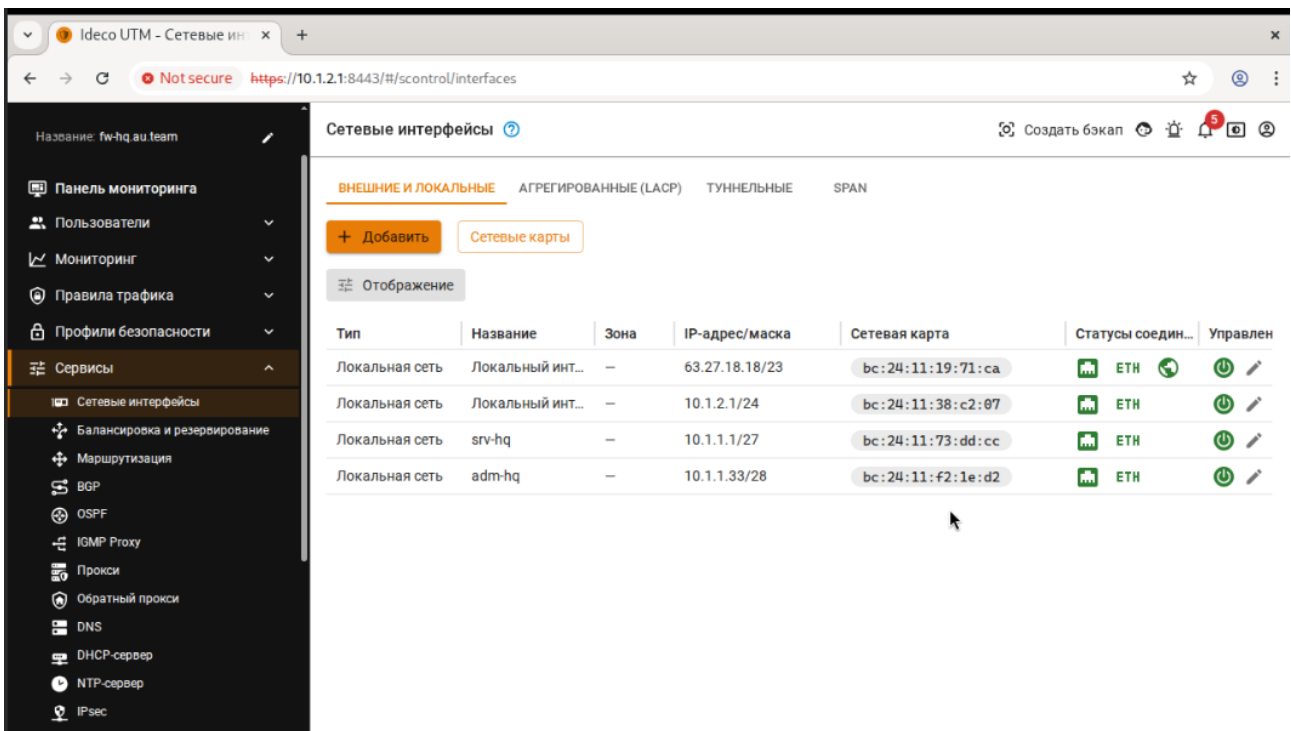 Ideco UTM - Сетевые ин
Not secure https://10.1.2.1:8443/#/scontrol/interfaces
Название: fw-hq.au.team
Сетевые интерфейсы
Создать бэкап
5
Панель мониторинга
Пользователи
Мониторинг
Правила трафика
Профили безопасности
Сервисы
Сетевые интерфейсы
Балансировка и резервирование
Маршрутизация
BGP
OSPF
IGMP Proxy
Прокси
Обратный прокси
DNS
DHCP-сервер
NTP-сервер
IPsec
ВНЕШНИЕ И ЛОКАЛЬНЫЕ АГРЕГИРОВАННЫЕ (LACP) ТУННЕЛЬНЫЕ SPAN
+ Добавить Сетевые карты
Отображение
Тип Название Зона IP-адрес/маска Сетевая карта Статусы соедин... Управлен
Локальная сеть Локальный инт... — 63.27.18.18/23 bc:24:11:19:71:ca ETH
Локальная сеть Локальный инт... — 10.1.2.1/24 bc:24:11:38:c2:07 ETH
Локальная сеть srv-hq — 10.1.1.1/27 bc:24:11:73:dd:cc ETH
Локальная сеть adm-hq — 10.1.1.33/28 bc:24:11:f2:1e:d2 ETH